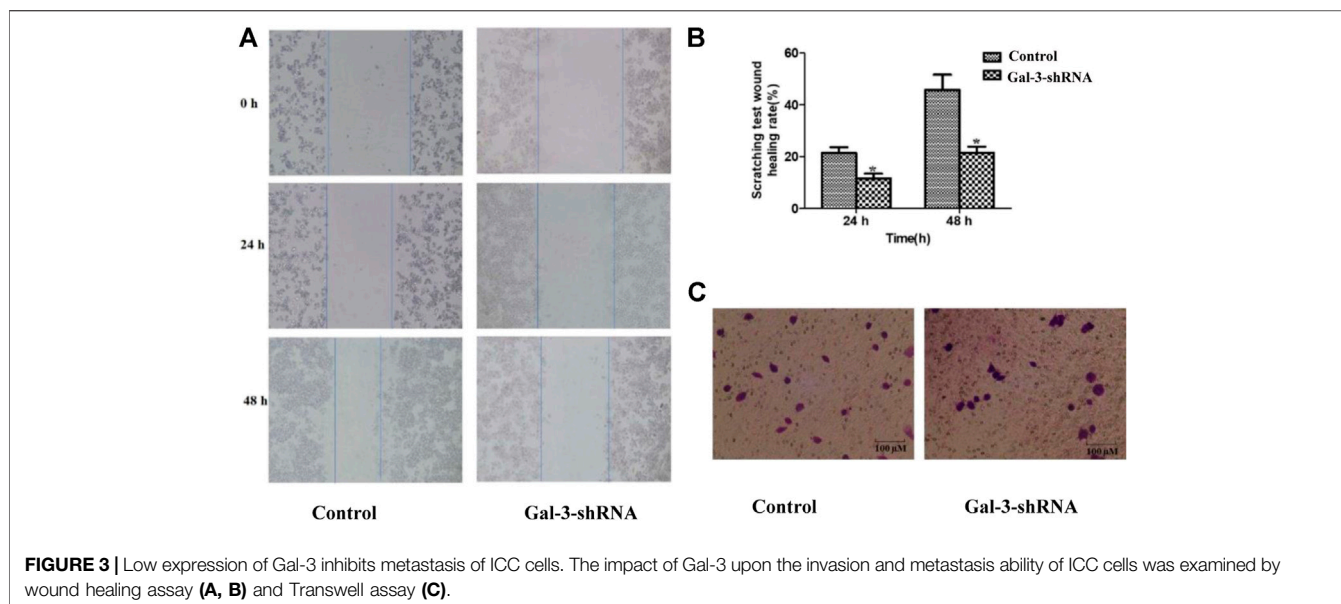 A
0 h
24 h
48 h
Control
Gal-3-shRNA
B
Scratching test wound
healing rate(%)
60
40
20
0
*
*
24 h
48 h
Time(h)
Control
Gal-3-shRNA
C
100 μM
100 μM
Control
Gal-3-shRNA
FIGURE 3 | Low expression of Gal-3 inhibits metastasis of ICC cells. The impact of Gal-3 upon the invasion and metastasis ability of ICC cells was examined by
wound healing assay (A, B) and Transwell assay (C).